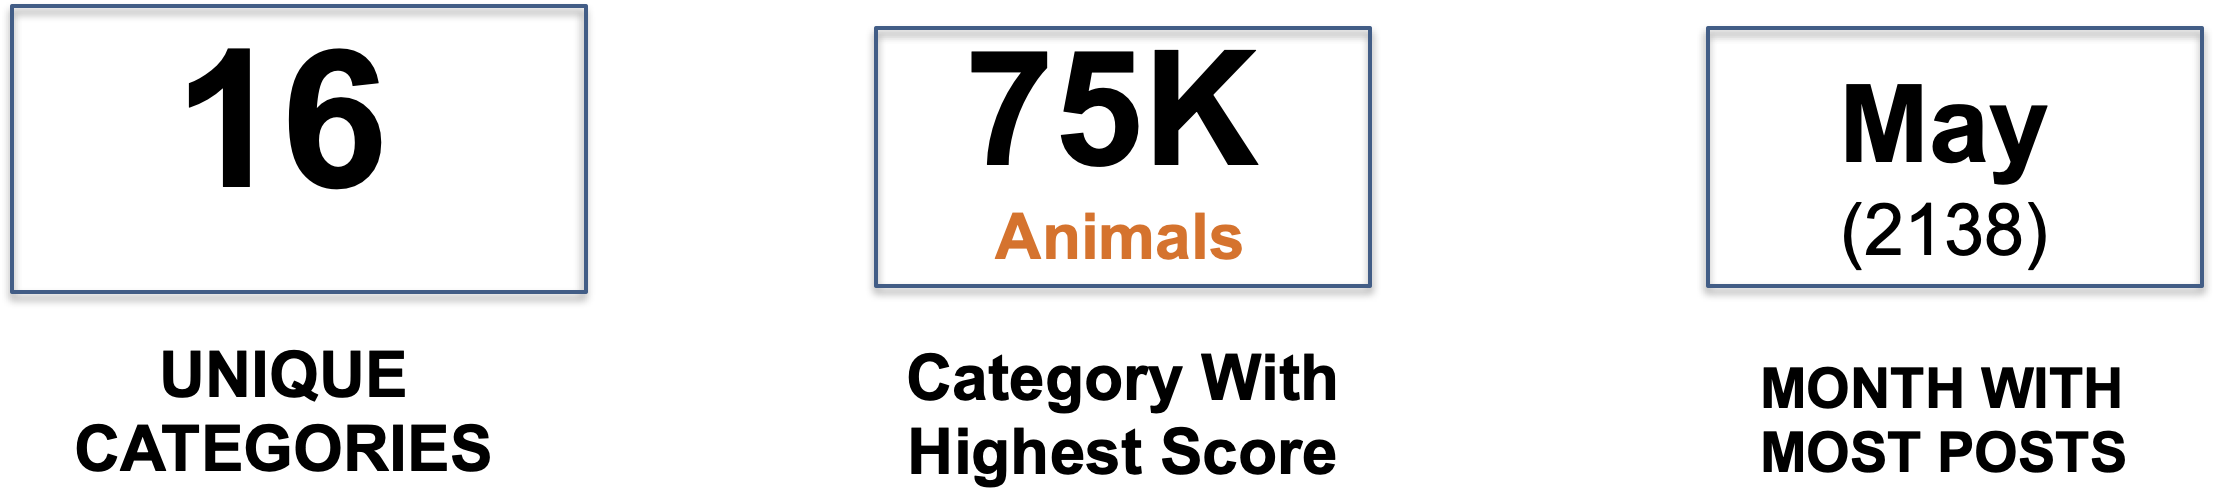 16
UNIQUE
CATEGORIES
75K
Animals
Category With
Highest Score
May
(2138)
MONTH WITH
MOST POSTS